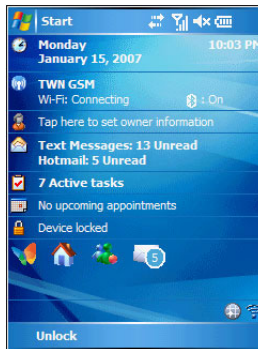 Start
Monday 10:03 PM
January 15, 2007
TWN GSM
Wi-Fi: Connecting : On
Tap here to set owner information
Text Messages: 13 Unread
Hotmail: 5 Unread
7 Active tasks
No upcoming appointments
Device locked
5
Unlock